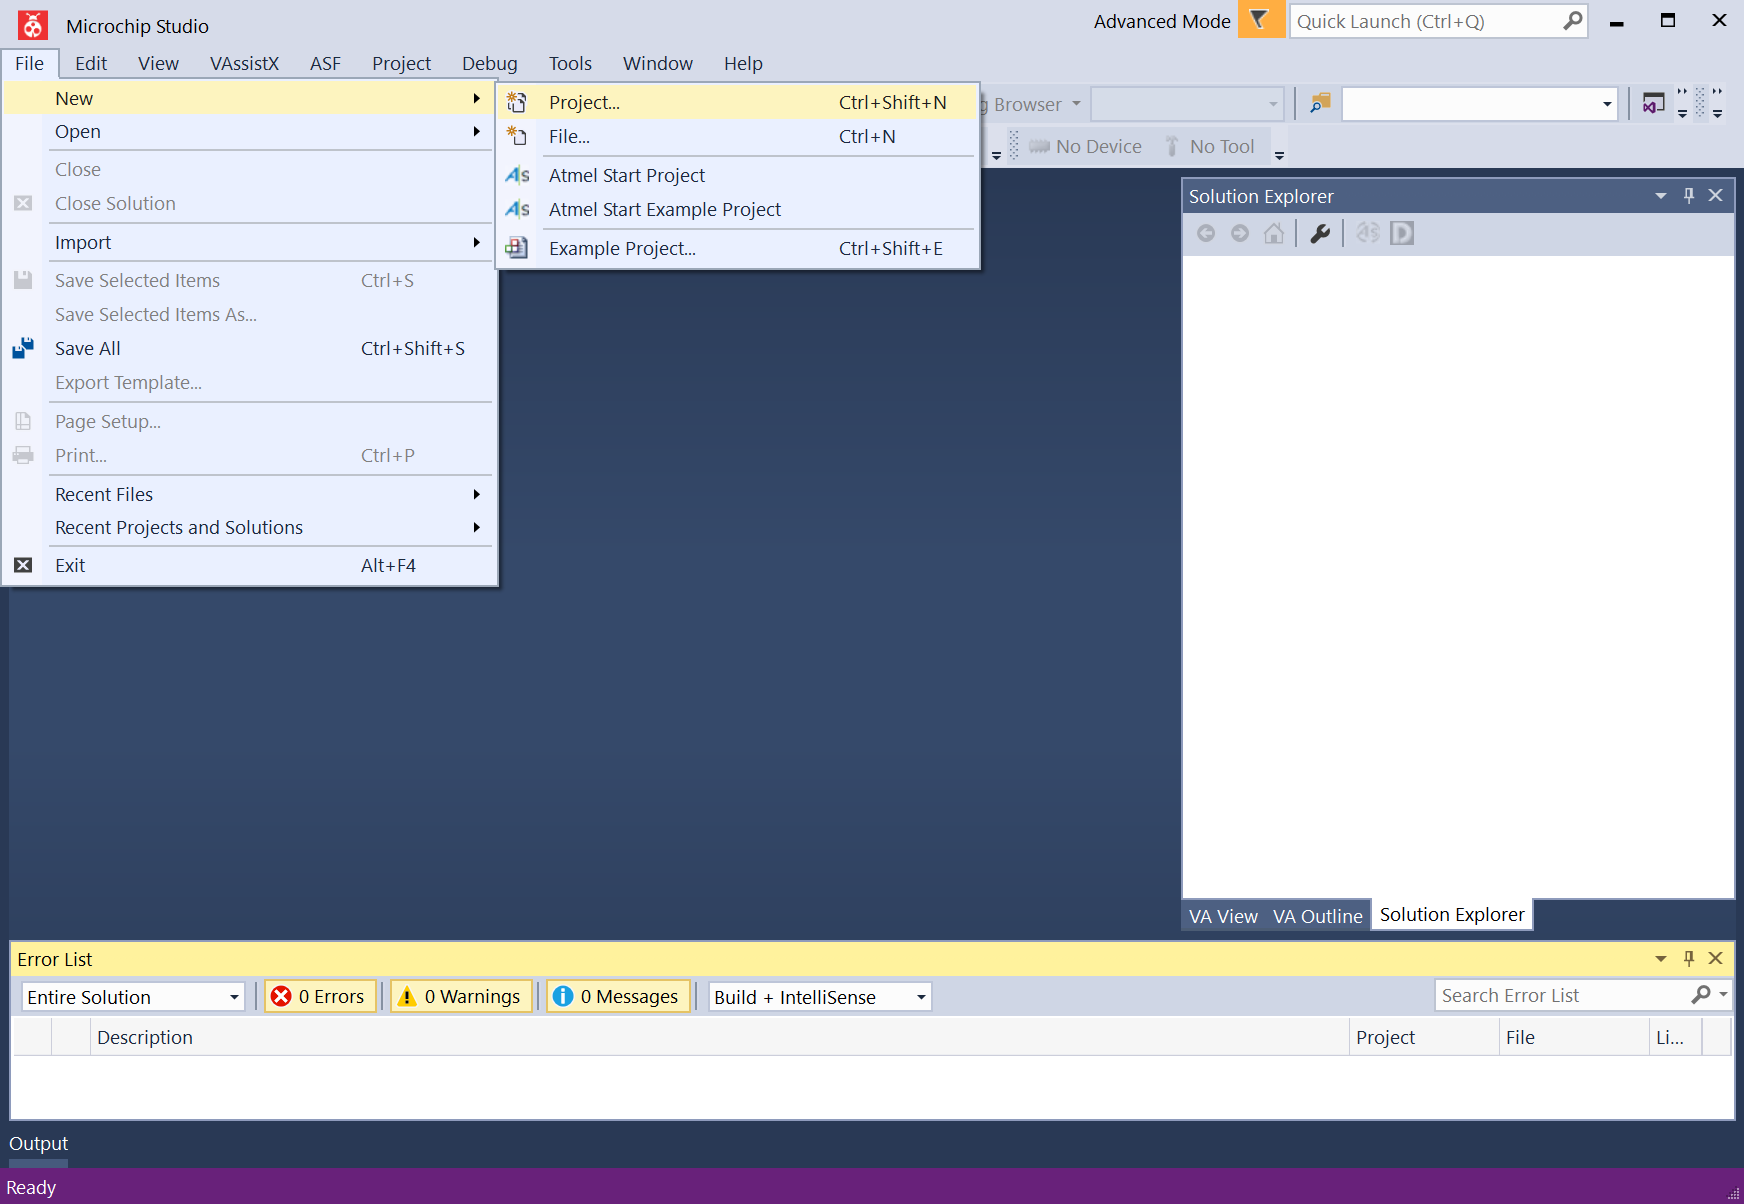 Microchip Studio
Advanced Mode
Quick Launch (Ctrl+Q)
File Edit View VAssistX ASF Project Debug Tools Window Help
New
Open
Close
Close Solution
Import
Save Selected Items Ctrl+S
Save Selected Items As...
Save All Ctrl+Shift+S
Export Template...
Page Setup...
Print... Ctrl+P
Recent Files
Recent Projects and Solutions
Exit Alt+F4
Project... Ctrl+Shift+N
File... Ctrl+N
Atmel Start Project
Atmel Start Example Project
Example Project... Ctrl+Shift+E
Browser
No Device No Tool
Solution Explorer
VA View VA Outline Solution Explorer
Error List
Entire Solution 0 Errors 0 Warnings 0 Messages Build + IntelliSense Search Error List
Description Project File Li...
Output
Ready